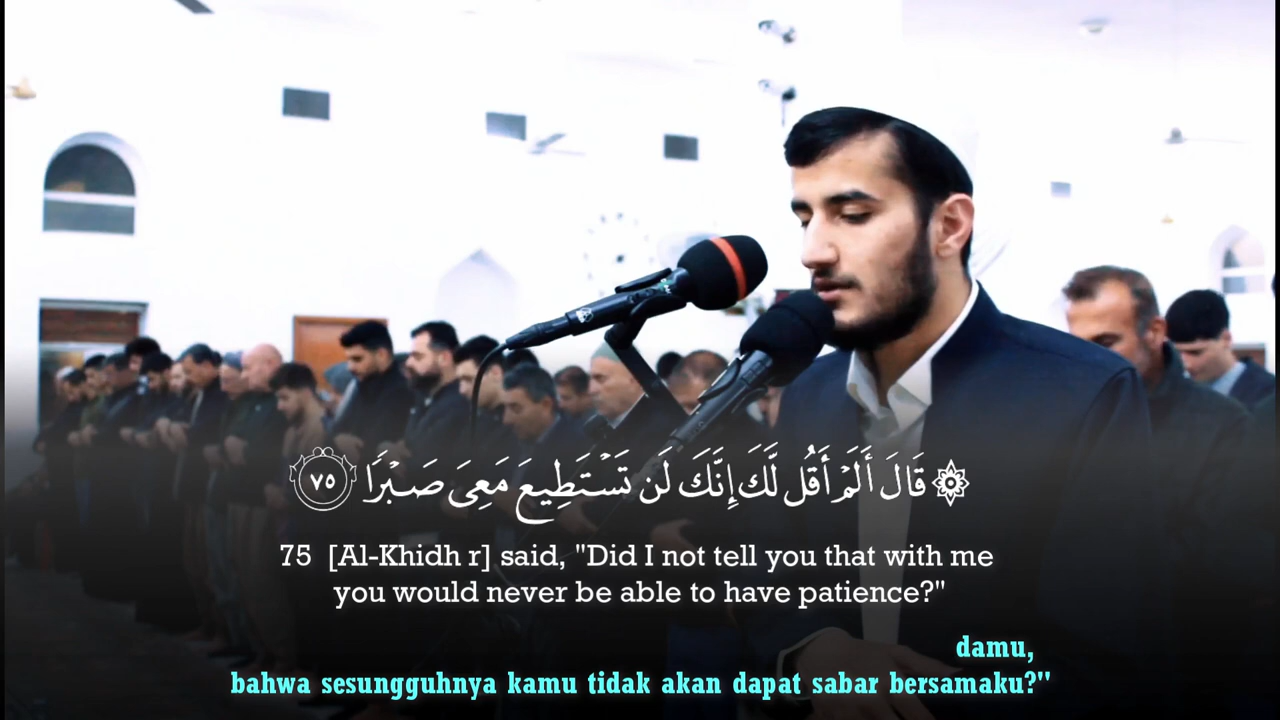 ۞ قَالَ أَلَمْ أَقُل لَّكَ إِنَّكَ لَن تَسْتَطِيعَ مَعِىَ صَبْرًا ٧٥
75 [Al-Khidh r] said, "Did I not tell you that with me
you would never be able to have patience?"
damu,
bahwa sesungguhnya kamu tidak akan dapat sabar bersamaku?"